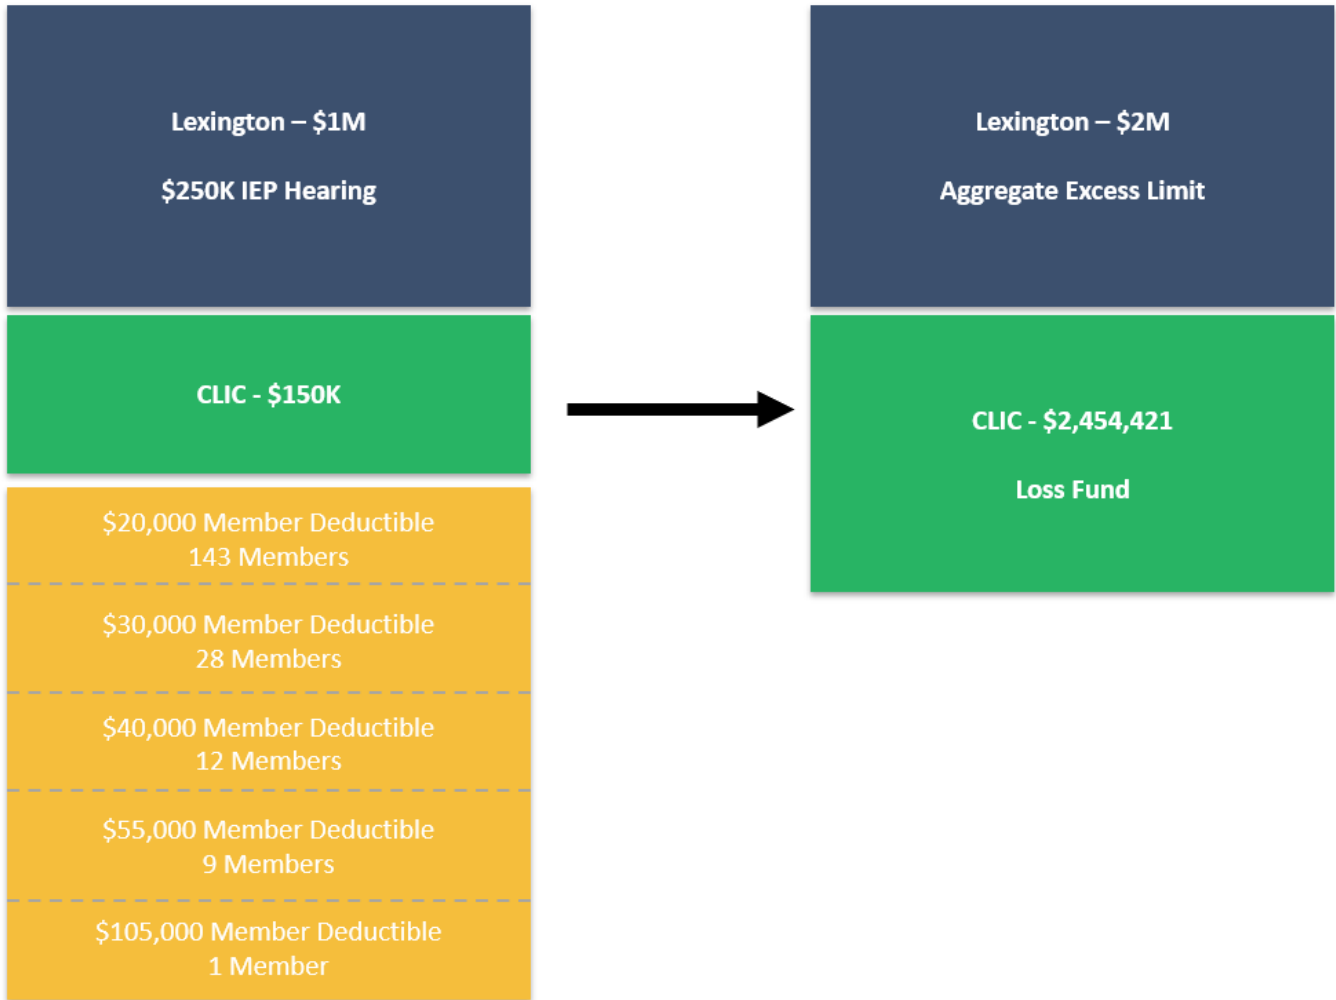 Lexington – $1M
$250K IEP Hearing
CLIC - $150K
$20,000 Member Deductible
143 Members
$30,000 Member Deductible
28 Members
$40,000 Member Deductible
12 Members
$55,000 Member Deductible
9 Members
$105,000 Member Deductible
1 Member
Lexington – $2M
Aggregate Excess Limit
CLIC - $2,454,421
Loss Fund